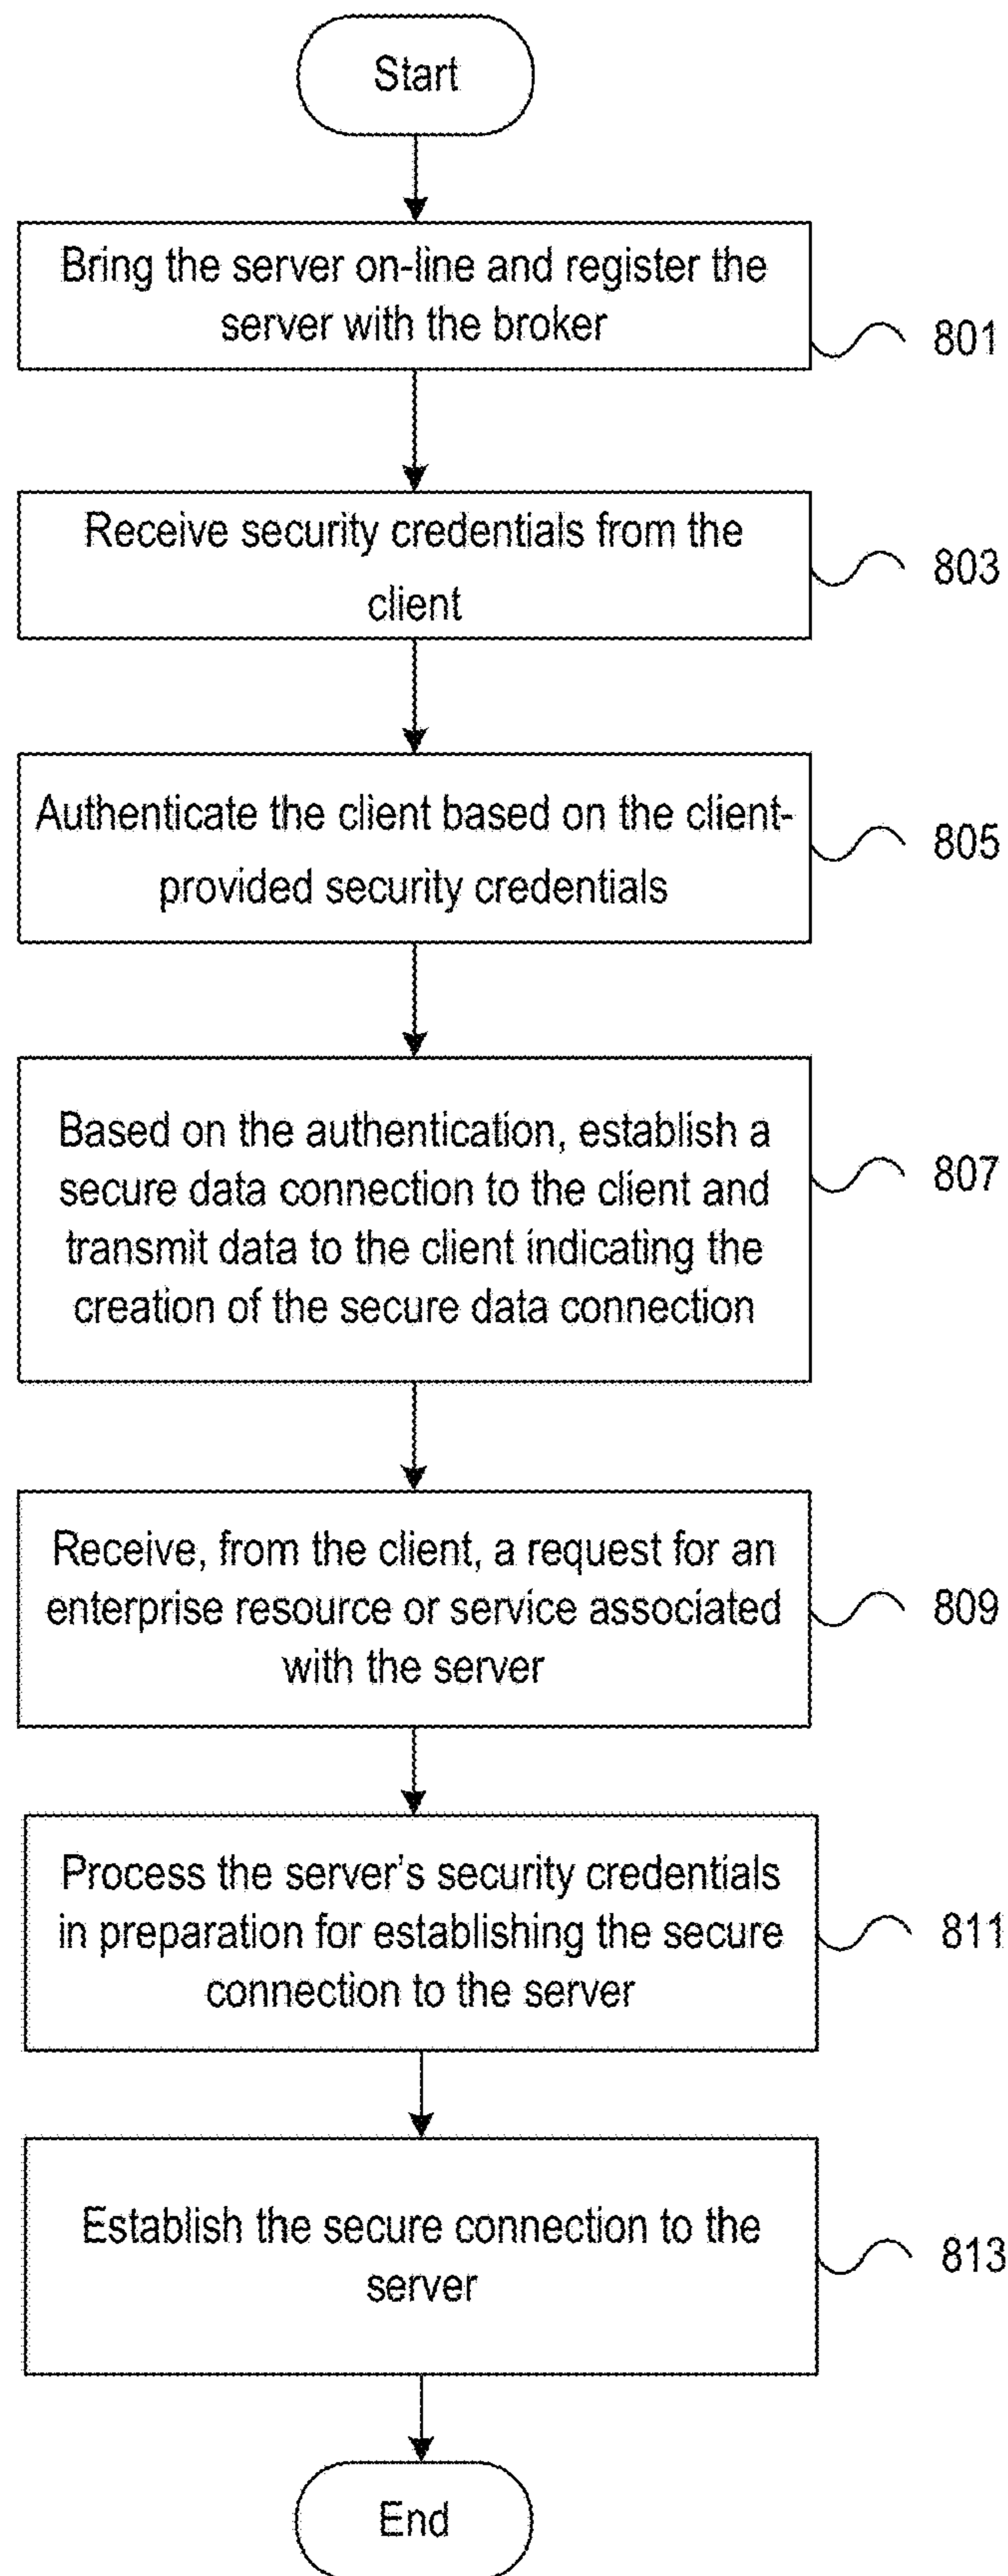 Start
Bring the server on-line and register the
server with the broker
801
Receive security credentials from the
client
803
Authenticate the client based on the client-
provided security credentials
805
Based on the authentication, establish a
secure data connection to the client and
transmit data to the client indicating the
creation of the secure data connection
807
Receive, from the client, a request for an
enterprise resource or service associated
with the server
809
Process the server's security credentials
in preparation for establishing the secure
connection to the server
811
Establish the secure connection to the
server
813
End